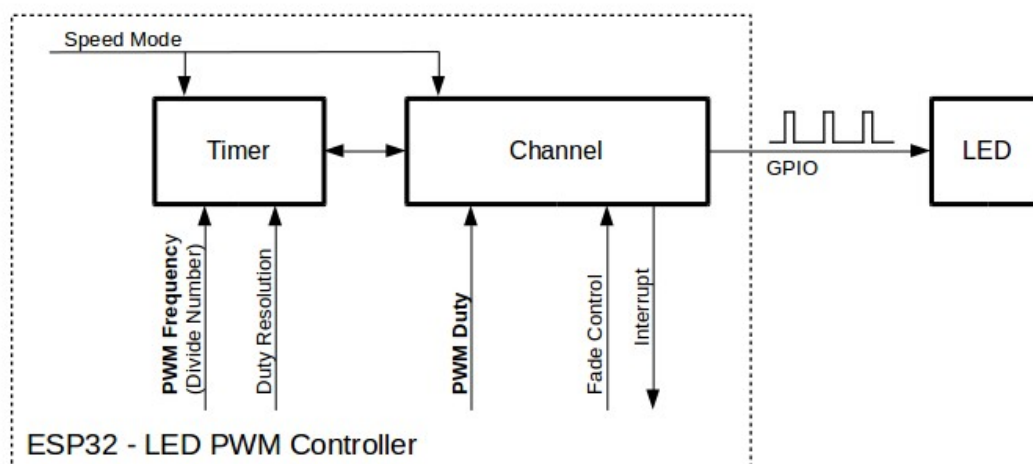 Speed Mode
Timer
Channel
GPIO
LED
PWM Frequency
(Divide Number)
Duty Resolution
PWM Duty
Fade Control
Interrupt
ESP32 - LED PWM Controller